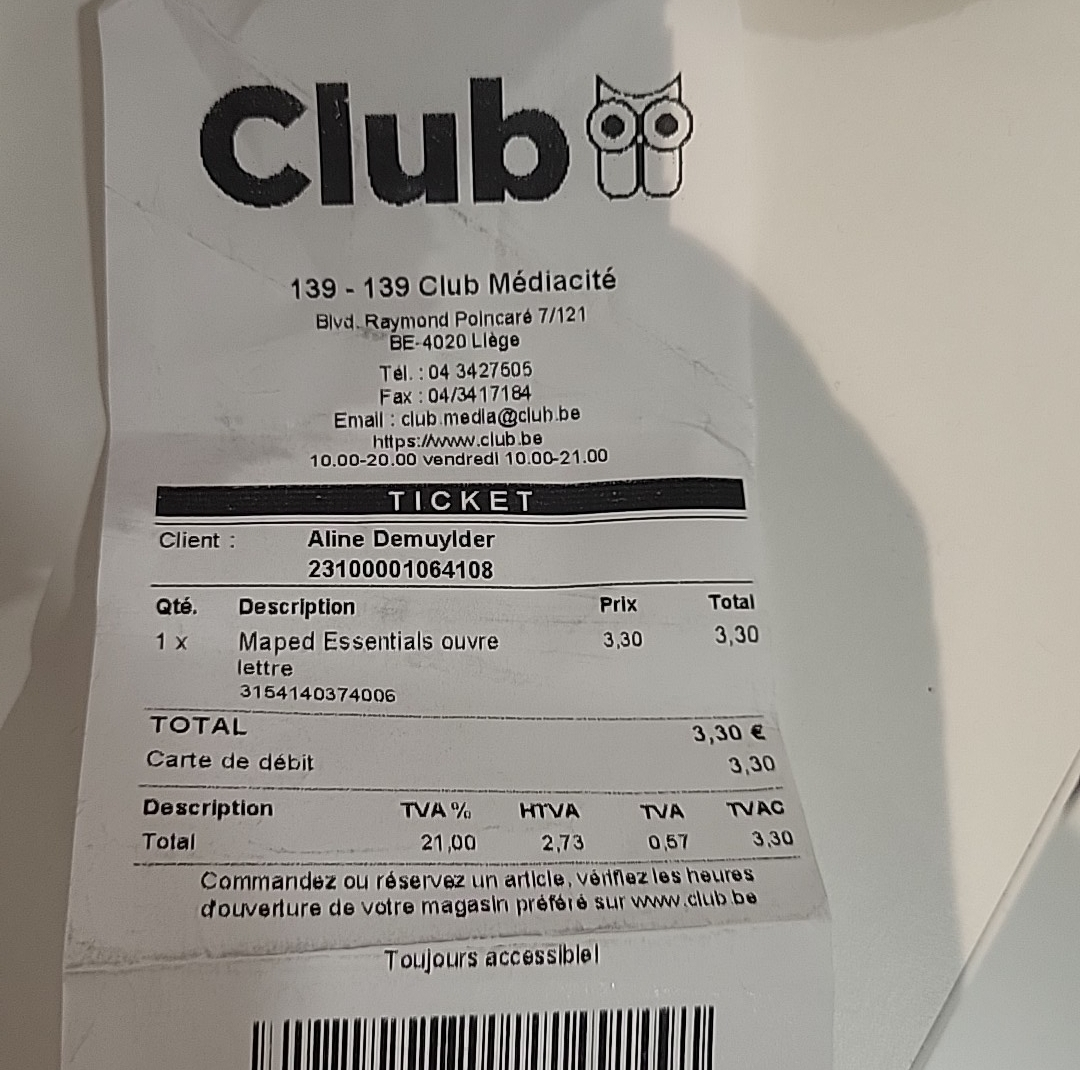 Club
139 - 139 Club Médiacité
Blvd. Raymond Poincaré 7/121
BE-4020 Liège
Tél. : 04 3427605
Fax : 04/3417184
Email : club.media@club.be
https://www.club.be
10.00-20.00 vendredi 10.00-21.00
TICKET
Client : Aline Demuylder
23100001064108
Qté. Description Prix Total
1 x Maped Essentials ouvre 3,30 3,30
lettre
3154140374006
TOTAL 3,30 €
Carte de débit 3,30
Description TVA % HTVA TVA TVAC
Total 21,00 2,73 0,57 3,30
Commandez ou réservez un article, vérifiez les heures
d'ouverture de votre magasin préféré sur www.club.be
Toujours accessible!